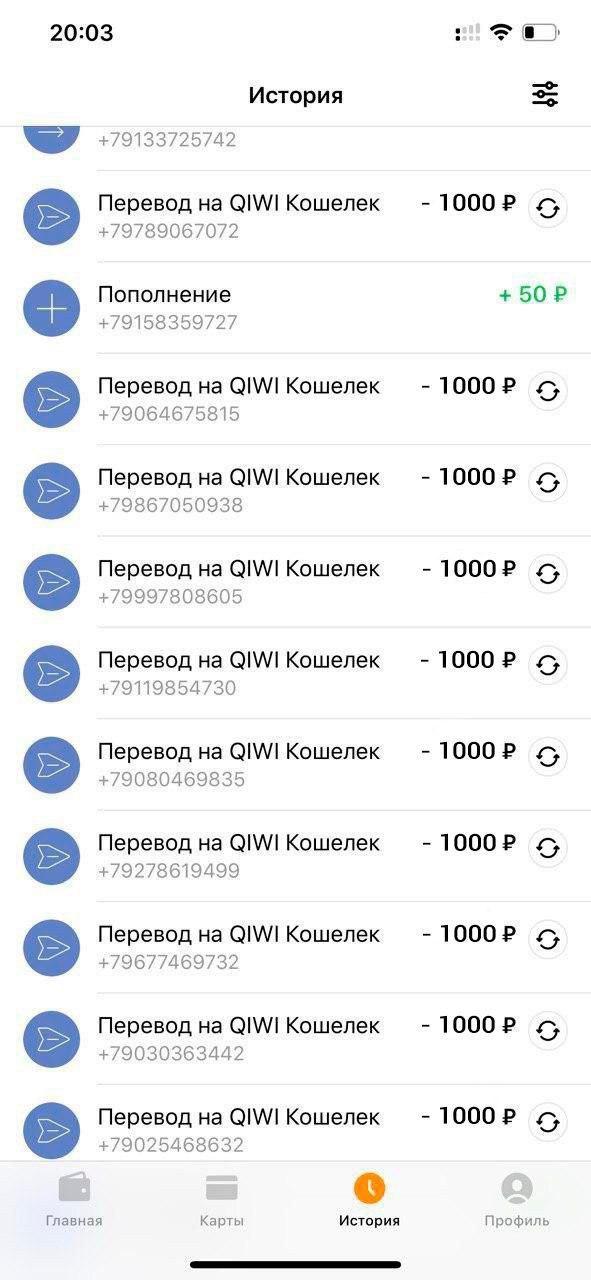 20:03
История
+79133725742
Перевод на QIWI Кошелек - 1000 ₽
+79789067072
Пополнение + 50 ₽
+79158359727
Перевод на QIWI Кошелек - 1000 ₽
+79064675815
Перевод на QIWI Кошелек - 1000 ₽
+79867050938
Перевод на QIWI Кошелек - 1000 ₽
+79997808605
Перевод на QIWI Кошелек - 1000 ₽
+79119854730
Перевод на QIWI Кошелек - 1000 ₽
+79080469835
Перевод на QIWI Кошелек - 1000 ₽
+79278619499
Перевод на QIWI Кошелек - 1000 ₽
+79677469732
Перевод на QIWI Кошелек - 1000 ₽
+79030363442
Перевод на QIWI Кошелек - 1000 ₽
+79025468632
Главная Карты История Профиль